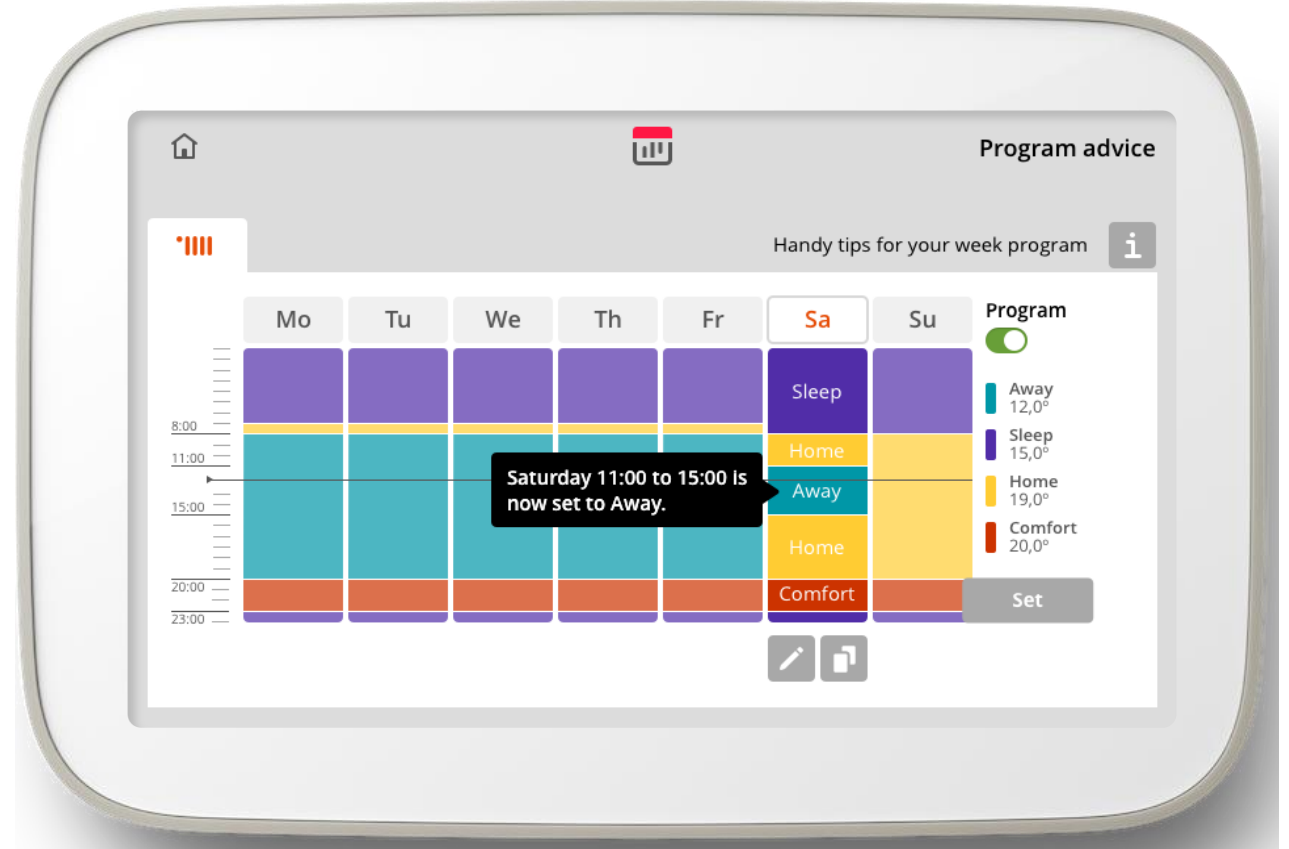 Program advice
Handy tips for your week program
i
Mo Tu We Th Fr Sa Su
Program
Sleep
Away
12,0°
8:00
Sleep
15,0°
Home
11:00
Saturday 11:00 to 15:00 is
now set to Away.
Away
Home
19,0°
15:00
Home
Comfort
20,0°
20:00
Comfort
Set
23:00